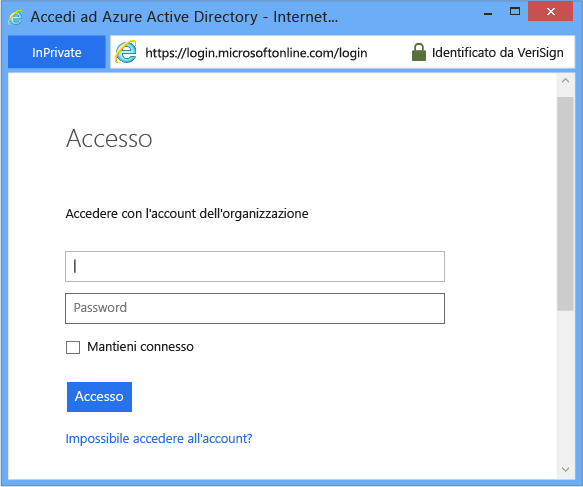 Accedi ad Azure Active Directory - Internet...
InPrivate
https://login.microsoftonline.com/login
Identificato da VeriSign
Accesso
Accedere con l'account dell'organizzazione
Password
Mantieni connesso
Accesso
Impossibile accedere all'account?